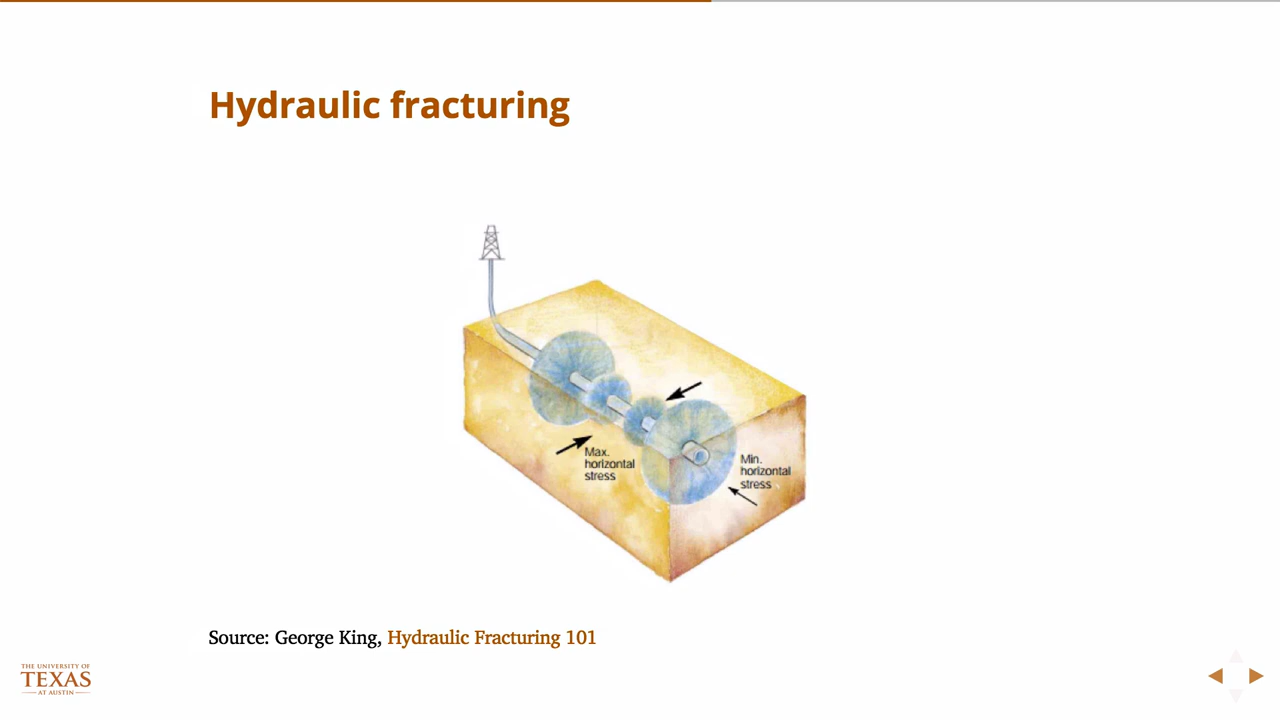 Hydraulic fracturing
Max.
horizontal
stress
Min.
horizontal
stress
Source: George King, Hydraulic Fracturing 101
THE UNIVERSITY OF
TEXAS
AT AUSTIN